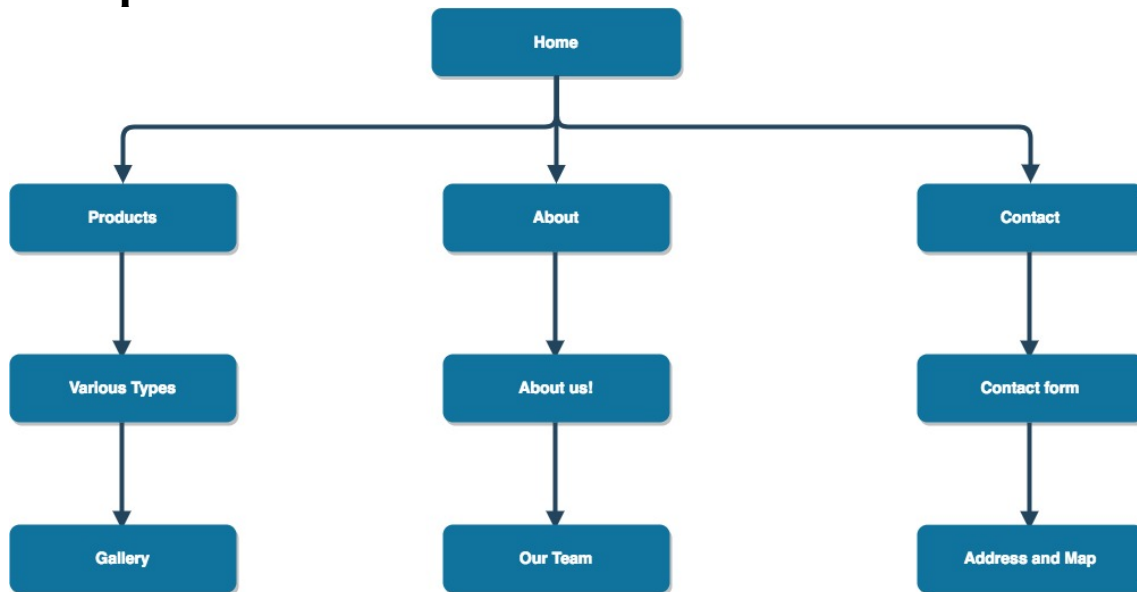 Home
Products
About
Contact
Various Types
About us!
Contact form
Gallery
Our Team
Address and Map